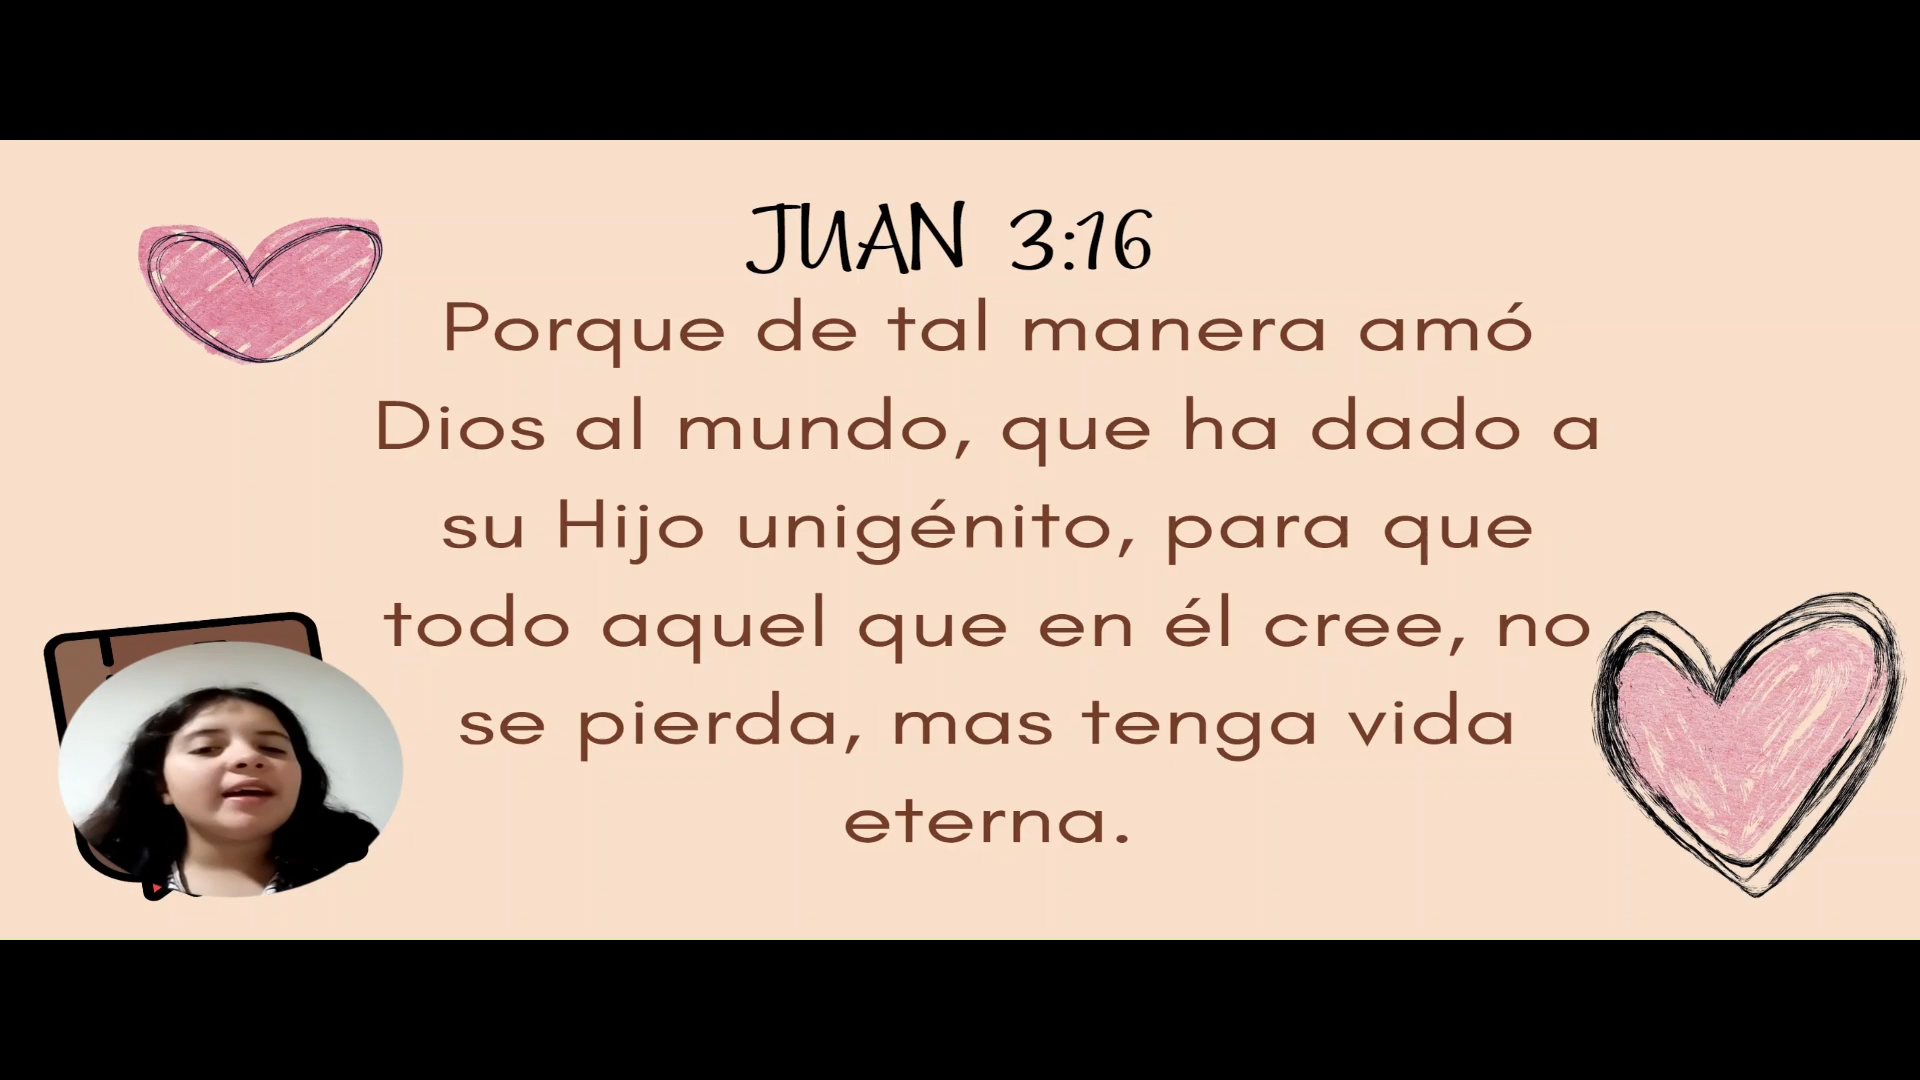 JUAN 3:16
Porque de tal manera amó
Dios al mundo, que ha dado a
su Hijo unigénito, para que
todo aquel que en él cree, no
se pierda, mas tenga vida
eterna.